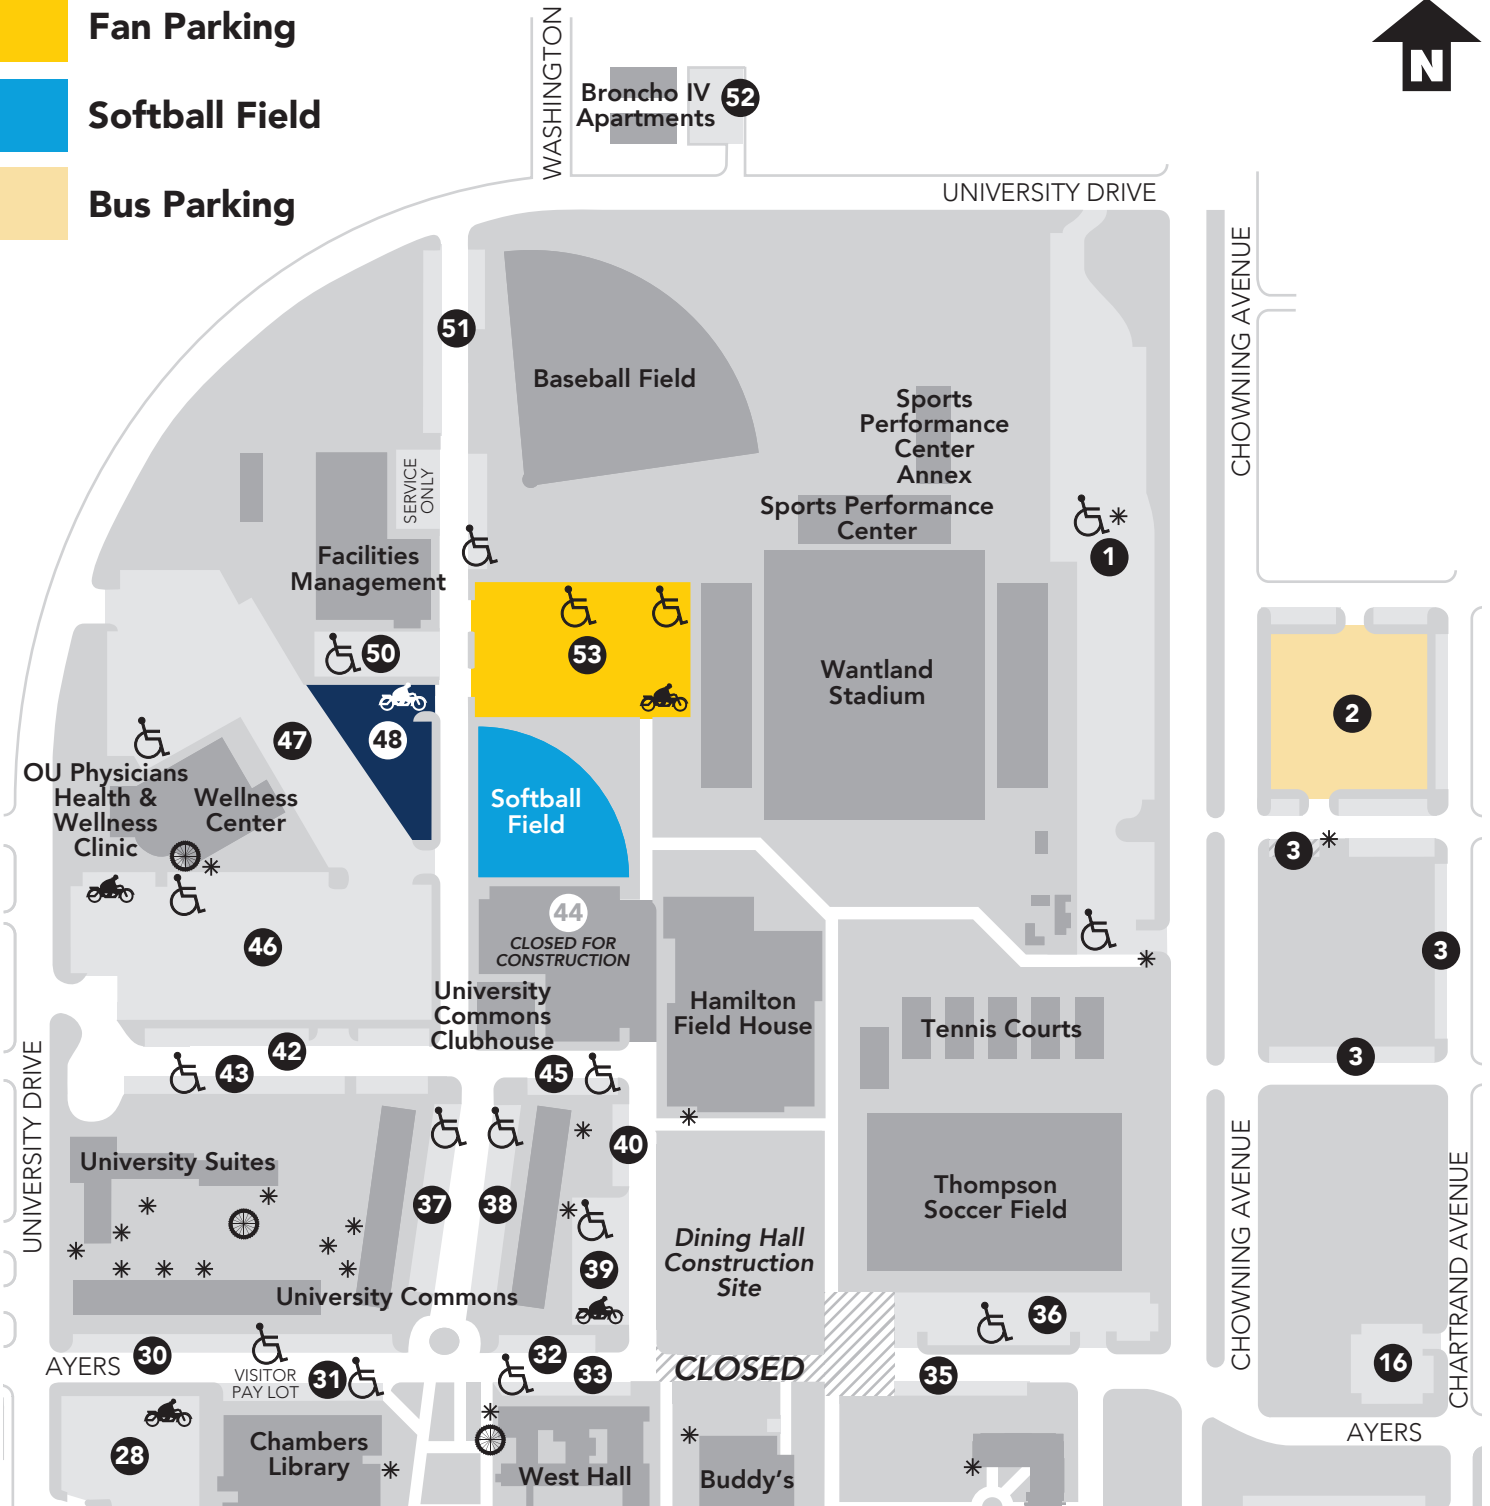 Fan Parking
Softball Field
Bus Parking
N
WASHINGTON
Broncho IV
Apartments
52
UNIVERSITY DRIVE
CHOWNING AVENUE
51
Baseball Field
Sports
Performance
Center
Annex
Sports Performance
Center
SERVICE
ONLY
Facilities
Management
1
50
53
Wantland
Stadium
2
47
48
OU Physicians
Health &
Wellness
Clinic
Wellness
Center
Softball
Field
3
44
CLOSED FOR
CONSTRUCTION
46
3
University
Commons
Clubhouse
Hamilton
Field House
Tennis Courts
42
43
45
3
UNIVERSITY DRIVE
40
University Suites
37
38
Thompson
Soccer Field
CHOWNING AVENUE
CHARTRAND AVENUE
Dining Hall
Construction
Site
39
University Commons
36
AYERS
30
VISITOR
PAY LOT
31
32
33
CLOSED
35
16
AYERS
28
Chambers
Library
West Hall
Buddy’s